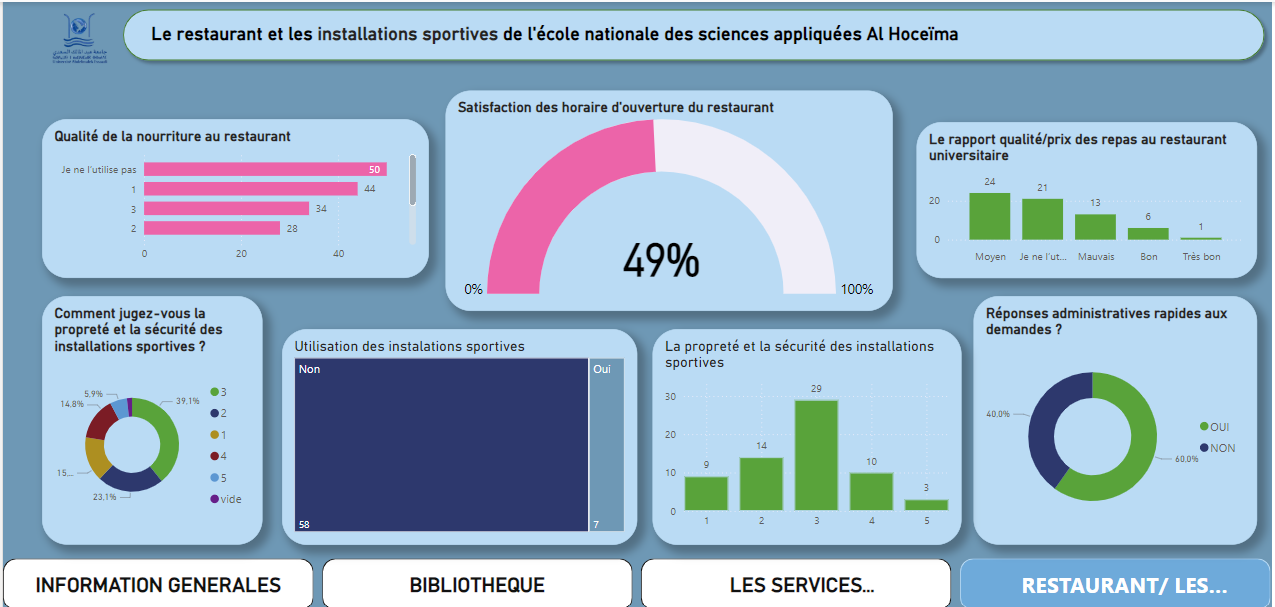 Le restaurant et les installations sportives de l'école nationale des sciences appliquées Al Hoceïma
Qualité de la nourriture au restaurant
Je ne l'utilise pas
50
1
44
3
34
2
28
0
20
40
Satisfaction des horaire d'ouverture du restaurant
49%
0%
100%
Le rapport qualité/prix des repas au restaurant
universitaire
24
21
13
6
1
20
0
Moyen
Je ne l'ut...
Mauvais
Bon
Très bon
Comment jugez-vous la
propreté et la sécurité des
installations sportives ?
5.9%
14.8%
15...
23.1%
39.1%
3
2
1
4
5
vide
Utilisation des instalations sportives
Non
Oui
58
7
La propreté et la sécurité des installations
sportives
30
20
10
0
9
14
29
10
3
1
2
3
4
5
Réponses administratives rapides aux
demandes ?
40.0%
60.0%
OUI
NON
INFORMATION GENERALES
BIBLIOTHEQUE
LES SERVICES...
RESTAURANT/ LES...